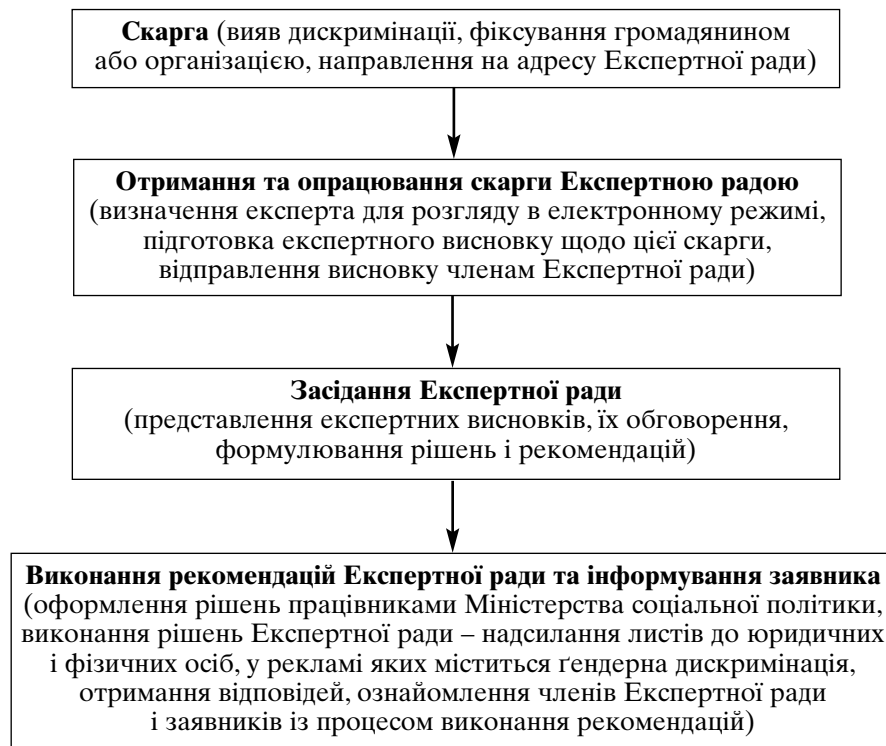 Скарга (вияв дискримінації, фіксування громадянином
або організацією, направлення на адресу Експертної ради)
Отримання та опрацювання скарги Експертною радою
(визначення експерта для розгляду в електронному режимі,
підготовка експертного висновку щодо цієї скарги,
відправлення висновку членам Експертної ради)
Засідання Експертної ради
(представлення експертних висновків, їх обговорення,
формулювання рішень і рекомендацій)
Виконання рекомендацій Експертної ради та інформування заявника
(оформлення рішень працівниками Міністерства соціальної політики,
виконання рішень Експертної ради – надсилання листів до юридичних
і фізичних осіб, у рекламі яких міститься ґендерна дискримінація,
отримання відповідей, ознайомлення членів Експертної ради
і заявників із процесом виконання рекомендацій)